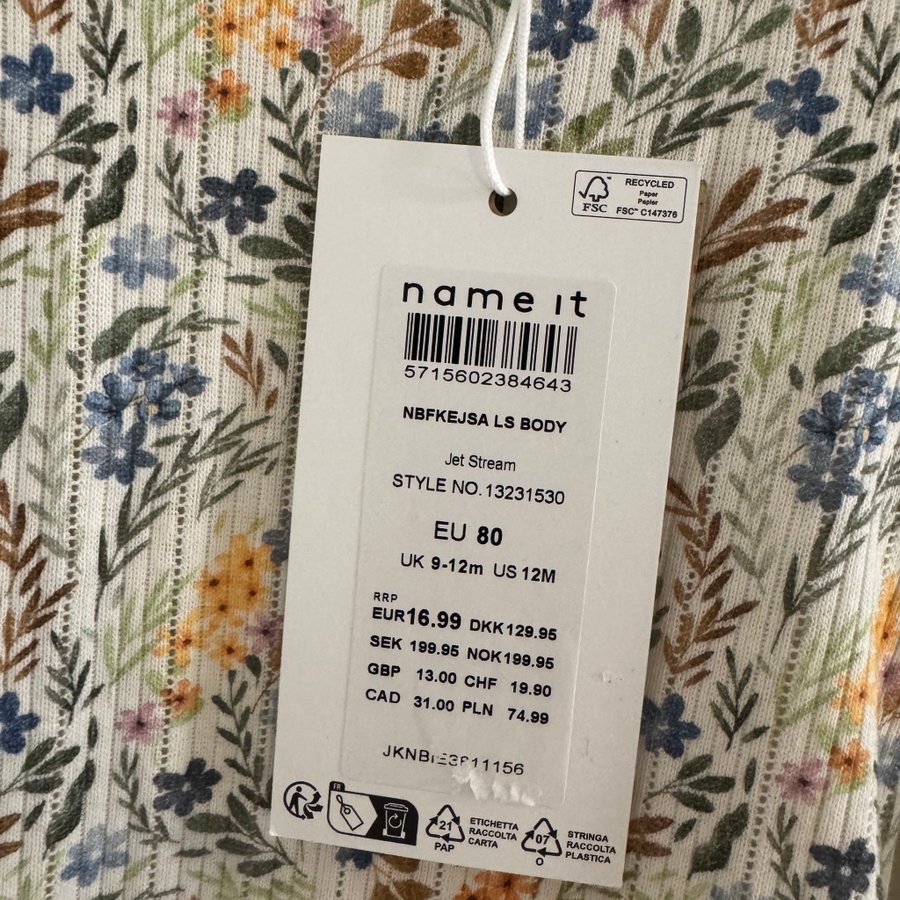 FSC™
RECYCLED
Paper
Papier
FSC™ C147376
name it
5715602384643
NBFKEJSA LS BODY
Jet Stream
STYLE NO.13231530
EU 80
UK 9-12m US 12M
RRP
EUR16.99 DKK129.95
SEK 199.95 NOK199.95
GBP 13.00 CHF 19.90
CAD 31.00 PLN 74.99
FR
21
PAP
ETICHETTA
RACCOLTA
CARTA
07
O
STRINGA
RACCOLTA
PLASTICA